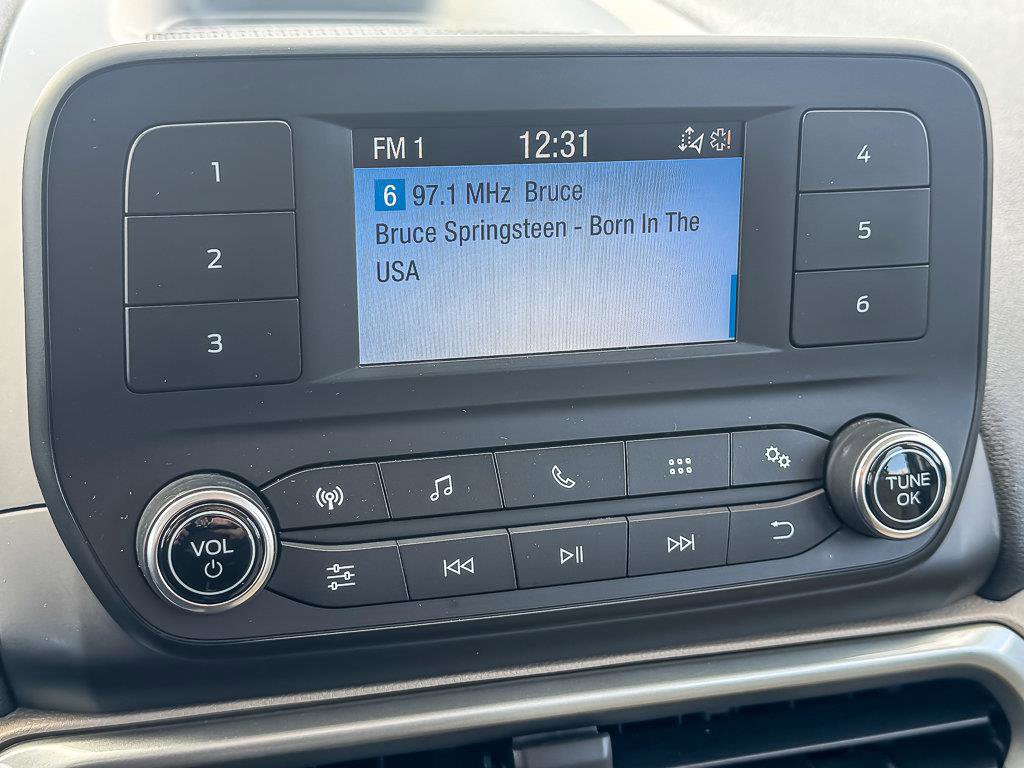 FM 1 12:31
6 97.1 MHz Bruce
Bruce Springsteen - Born In The
USA
1
2
3
4
5
6
VOL
TUNE
OK